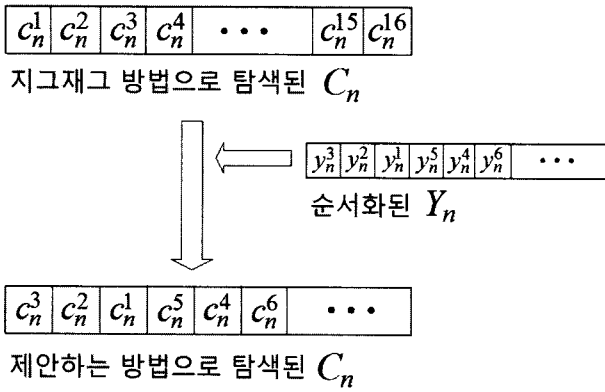 c_n^1 c_n^2 c_n^3 c_n^4 ··· c_n^15 c_n^16
지그재그 방법으로 탐색된 C_n
y_n^3 y_n^2 y_n^1 y_n^5 y_n^4 y_n^6 ···
순서화된 Y_n
c_n^3 c_n^2 c_n^1 c_n^5 c_n^4 c_n^6 ···
제안하는 방법으로 탐색된 C_n